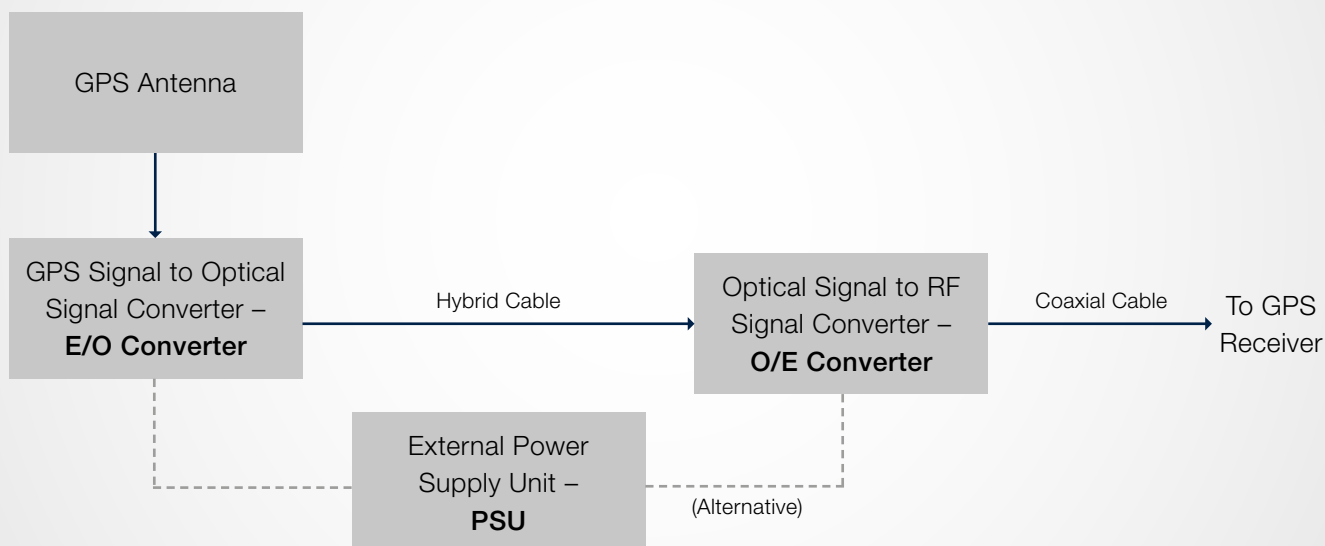 GPS Antenna
GPS Signal to Optical
Signal Converter –
E/O Converter
Hybrid Cable
Optical Signal to RF
Signal Converter –
O/E Converter
Coaxial Cable
To GPS
Receiver
External Power
Supply Unit –
PSU
(Alternative)